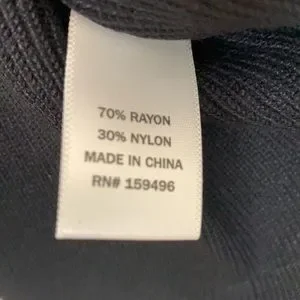 70% RAYON
30% NYLON
MADE IN CHINA
RN# 159496